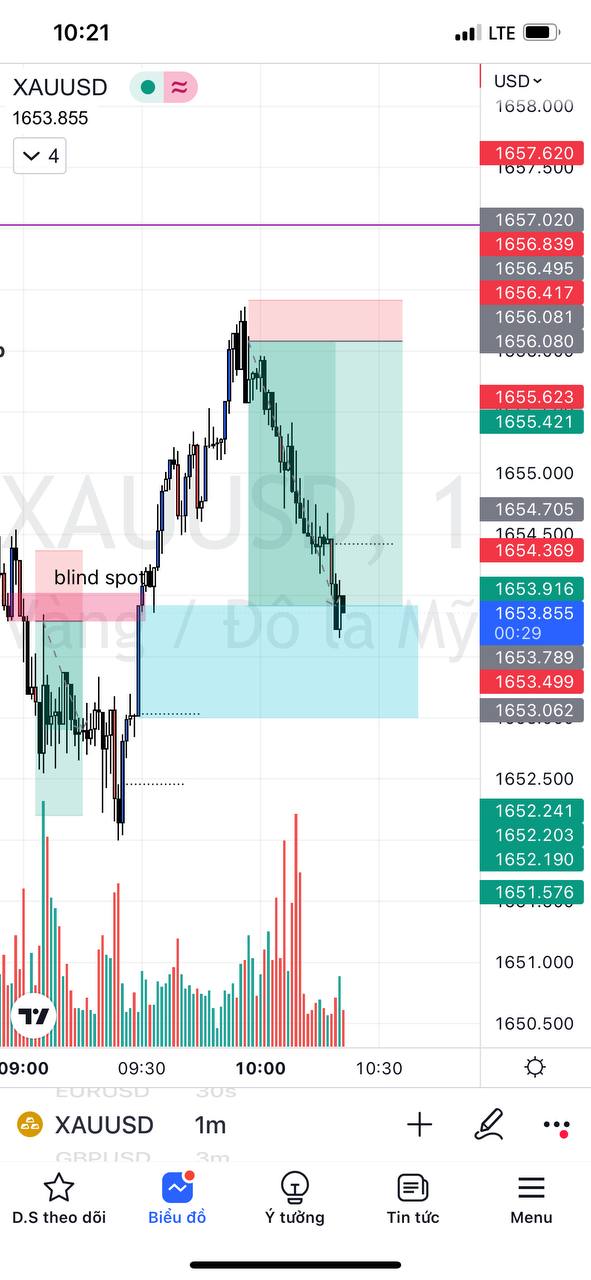 10:21
LTE
XAUUSD
USD
1653.855
4
1658.000
1657.620
1657.500
1657.020
1656.839
1656.495
1656.417
1656.081
1656.080
1655.623
1655.421
1655.000
1654.705
1654.500
1654.369
1653.916
1653.855
00:29
1653.789
1653.499
1653.062
1652.500
1652.241
1652.203
1652.190
1651.576
1651.000
1650.500
XAUUSD, 1
Vàng / Đô la Mỹ
blind spot
09:00
09:30
10:00
10:30
EURUSD 30s
XAUUSD 1m
GBPUSD 3m
D.S theo dõi
Biểu đồ
Ý tưởng
Tin tức
Menu